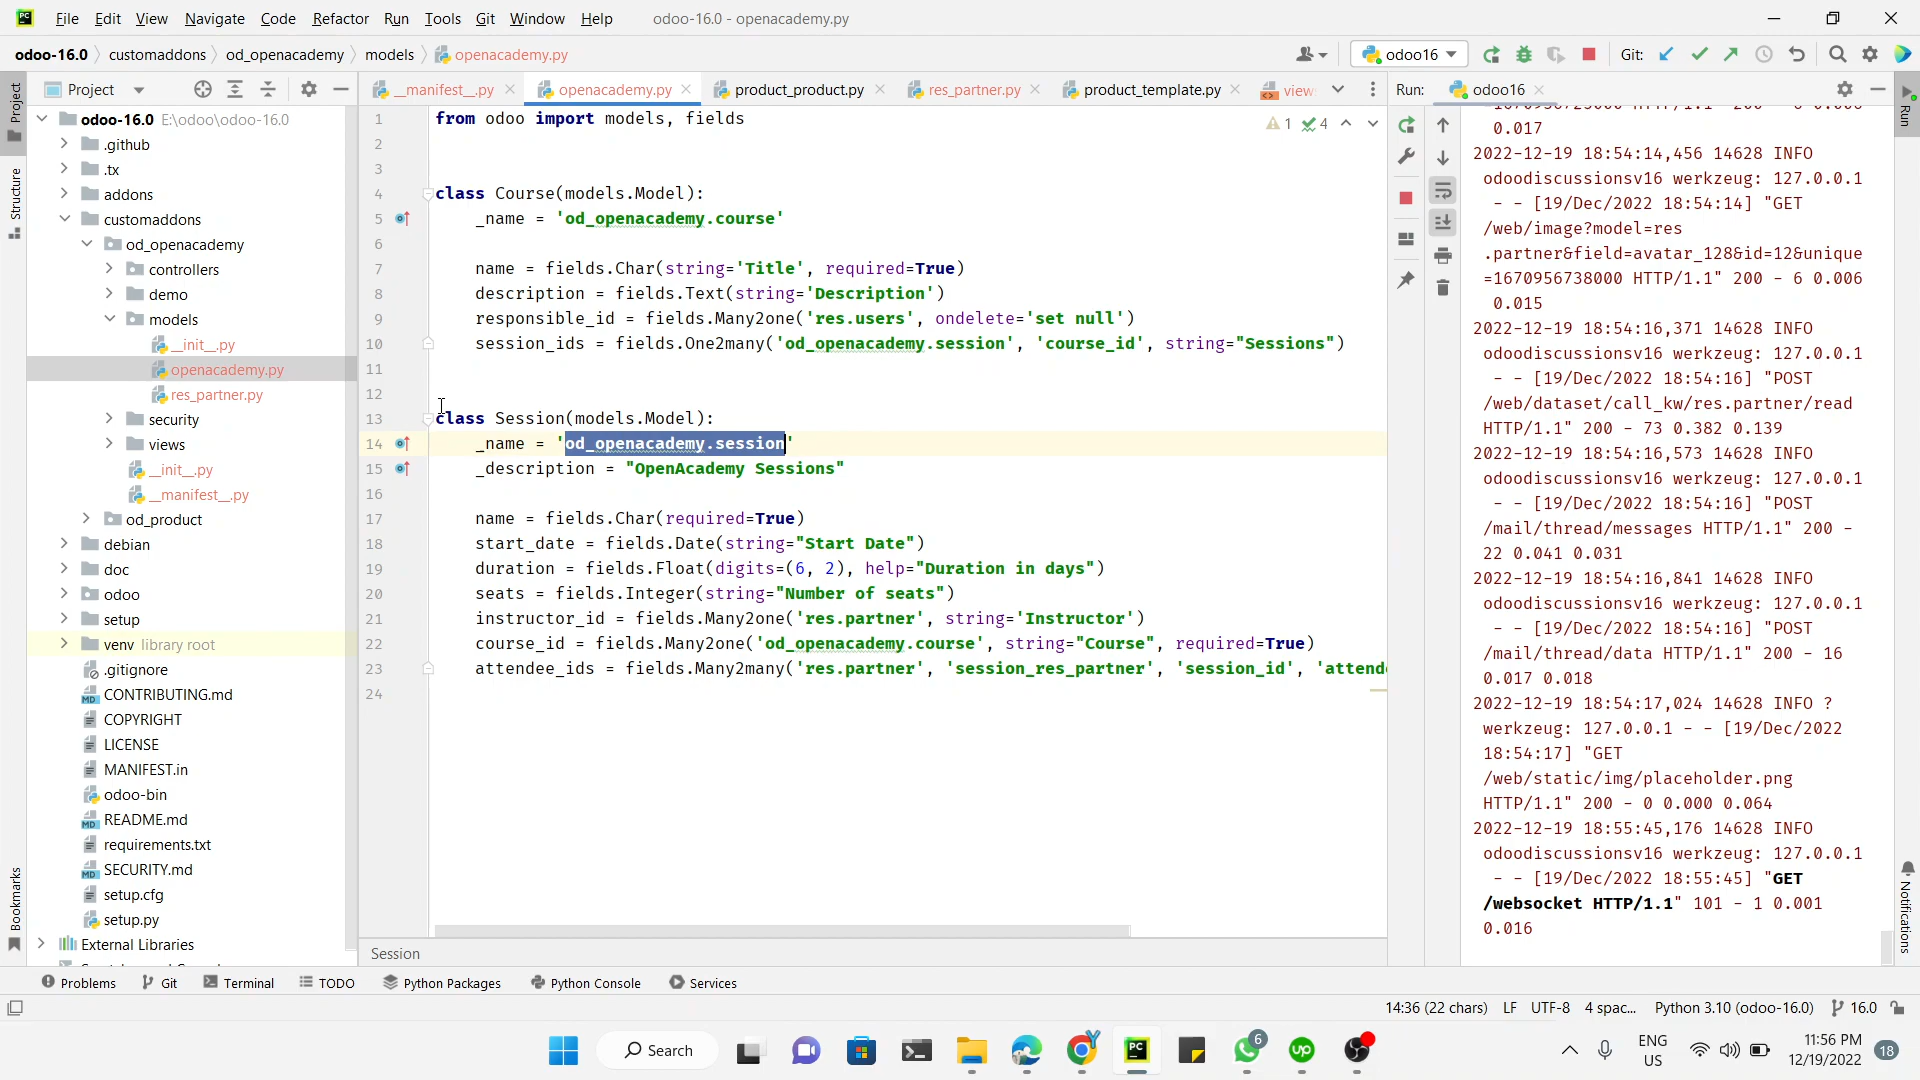 File Edit View Navigate Code Refactor Run Tools Git Window Help odoo-16.0 - openacademy.py
odoo-16.0 customaddons od_openacademy models openacademy.py odoo16 Git:
Project
__manifest__.py openacademy.py product_product.py res_partner.py product_template.py view
Run: odoo16
Project
Structure
Bookmarks
odoo-16.0 E:\odoo\odoo-16.0
.github
.tx
addons
customaddons
od_openacademy
controllers
demo
models
__init__.py
openacademy.py
res_partner.py
security
views
__init__.py
__manifest__.py
od_product
debian
doc
odoo
setup
venv library root
.gitignore
CONTRIBUTING.md
COPYRIGHT
LICENSE
MANIFEST.in
odoo-bin
README.md
requirements.txt
SECURITY.md
setup.cfg
setup.py
External Libraries
1 from odoo import models, fields
1 4
2
3
4 class Course(models.Model):
5 _name = 'od_openacademy.course'
6
7 name = fields.Char(string='Title', required=True)
8 description = fields.Text(string='Description')
9 responsible_id = fields.Many2one('res.users', ondelete='set null')
10 session_ids = fields.One2many('od_openacademy.session', 'course_id', string="Sessions")
11
12
13 class Session(models.Model):
14 _name = 'od_openacademy.session'
15 _description = "OpenAcademy Sessions"
16
17 name = fields.Char(required=True)
18 start_date = fields.Date(string="Start Date")
19 duration = fields.Float(digits=(6, 2), help="Duration in days")
20 seats = fields.Integer(string="Number of seats")
21 instructor_id = fields.Many2one('res.partner', string='Instructor')
22 course_id = fields.Many2one('od_openacademy.course', string="Course", required=True)
23 attendee_ids = fields.Many2many('res.partner', 'session_res_partner', 'session_id', 'attend
24
Session
0.017
2022-12-19 18:54:14,456 14628 INFO
odoodiscussionsv16 werkzeug: 127.0.0.1
- - [19/Dec/2022 18:54:14] "GET
/web/image?model=res
.partner&field=avatar_128&id=12&unique
=1670956738000 HTTP/1.1" 200 - 6 0.006
0.015
2022-12-19 18:54:16,371 14628 INFO
odoodiscussionsv16 werkzeug: 127.0.0.1
- - [19/Dec/2022 18:54:16] "POST
/web/dataset/call_kw/res.partner/read
HTTP/1.1" 200 - 73 0.382 0.139
2022-12-19 18:54:16,573 14628 INFO
odoodiscussionsv16 werkzeug: 127.0.0.1
- - [19/Dec/2022 18:54:16] "POST
/mail/thread/messages HTTP/1.1" 200 -
22 0.041 0.031
2022-12-19 18:54:16,841 14628 INFO
odoodiscussionsv16 werkzeug: 127.0.0.1
- - [19/Dec/2022 18:54:16] "POST
/mail/thread/data HTTP/1.1" 200 - 16
0.017 0.018
2022-12-19 18:54:17,024 14628 INFO ?
werkzeug: 127.0.0.1 - - [19/Dec/2022
18:54:17] "GET
/web/static/img/placeholder.png
HTTP/1.1" 200 - 0 0.000 0.064
2022-12-19 18:55:45,176 14628 INFO
odoodiscussionsv16 werkzeug: 127.0.0.1
- - [19/Dec/2022 18:55:45] "GET
/websocket HTTP/1.1" 101 - 1 0.001
0.016
Run
Notifications
Problems Git Terminal TODO Python Packages Python Console Services
14:36 (22 chars) LF UTF-8 4 spac... Python 3.10 (odoo-16.0) 16.0
Search
6
ENG
US
11:56 PM
12/19/2022
18